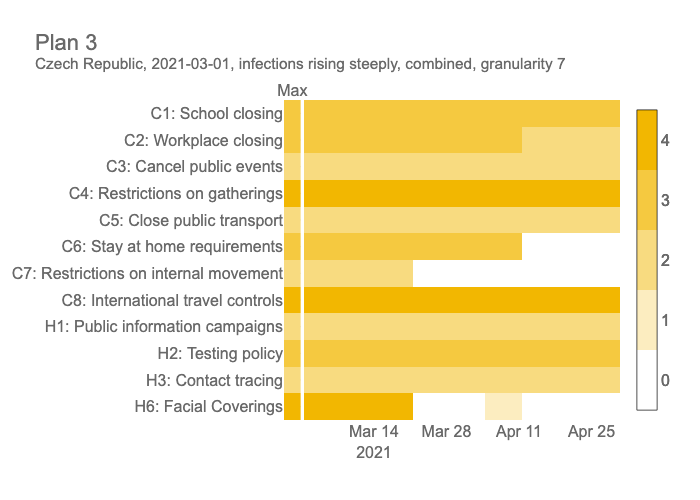 Plan 3
Czech Republic, 2021-03-01, infections rising steeply, combined, granularity 7
Max
C1: School closing
C2: Workplace closing
C3: Cancel public events
C4: Restrictions on gatherings
C5: Close public transport
C6: Stay at home requirements
C7: Restrictions on internal movement
C8: International travel controls
H1: Public information campaigns
H2: Testing policy
H3: Contact tracing
H6: Facial Coverings
Mar 14 Mar 28 Apr 11 Apr 25
2021
4
3
2
1
0